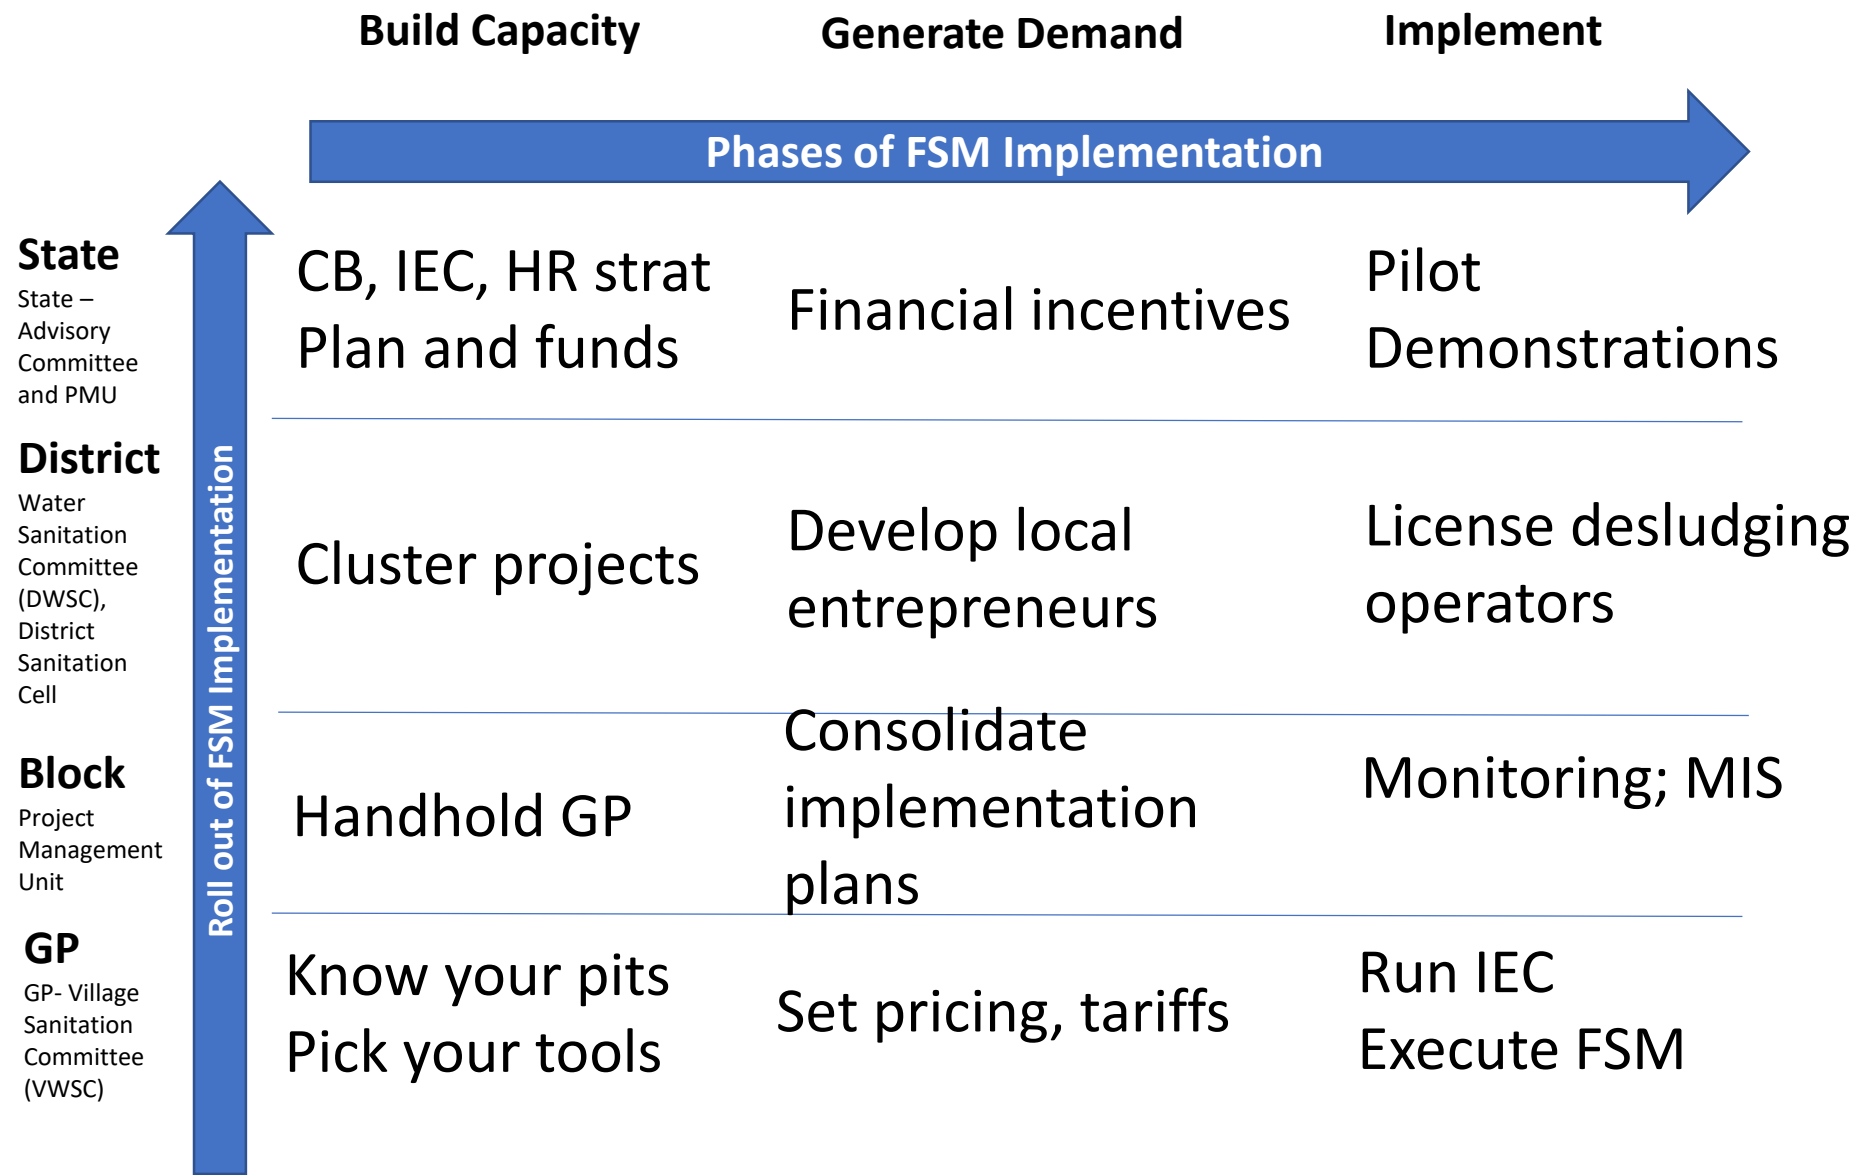 Build Capacity
Generate Demand
Implement
Phases of FSM Implementation
Roll out of FSM Implementation
State
State –
Advisory
Committee
and PMU
CB, IEC, HR strat
Plan and funds
Financial incentives
Pilot
Demonstrations
District
Water
Sanitation
Committee
(DWSC),
District
Sanitation
Cell
Cluster projects
Develop local
entrepreneurs
License desludging
operators
Block
Project
Management
Unit
Handhold GP
Consolidate
implementation
plans
Monitoring; MIS
GP
GP- Village
Sanitation
Committee
(VWSC)
Know your pits
Pick your tools
Set pricing, tariffs
Run IEC
Execute FSM